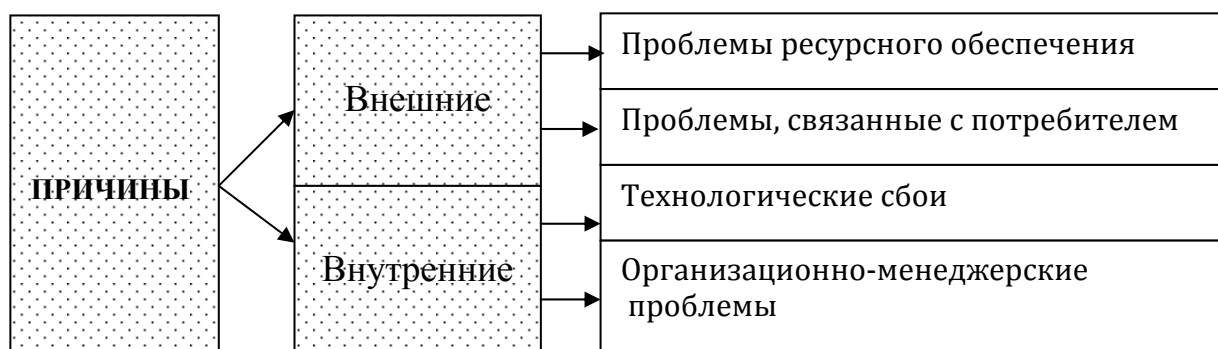 ПРИЧИНЫ
Внешние
Внутренние
Проблемы ресурсного обеспечения
Проблемы, связанные с потребителем
Технологические сбои
Организационно-менеджерские
проблемы